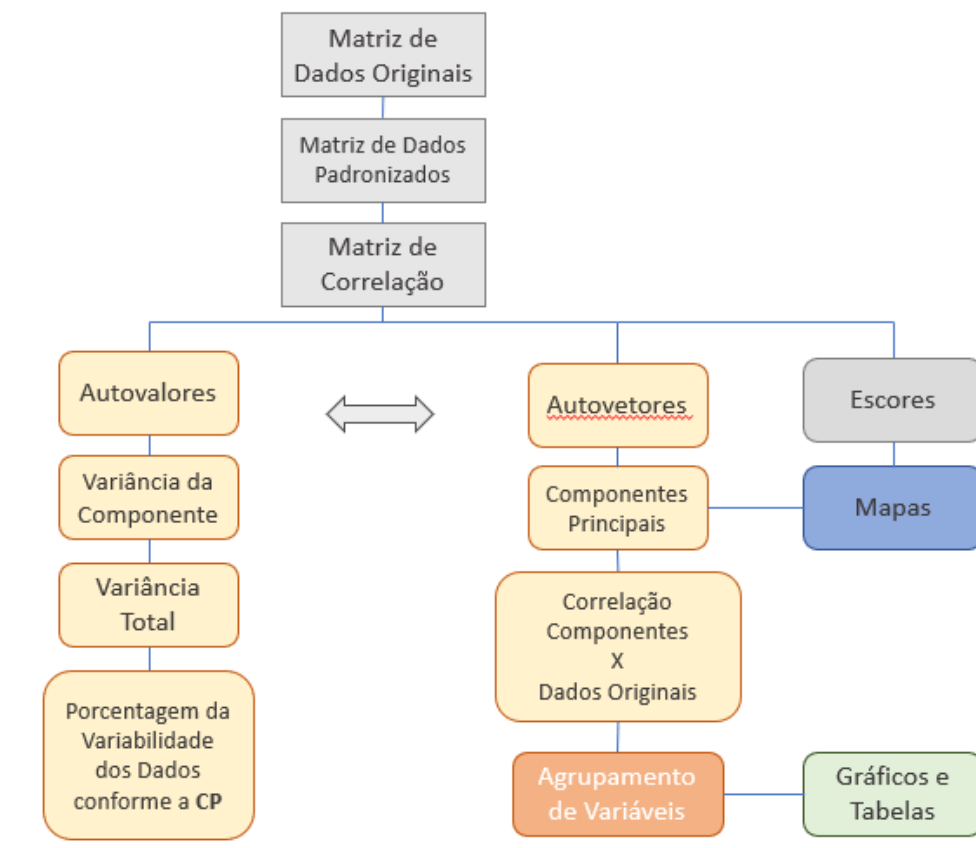 Matriz de
Dados Originais
Matriz de Dados
Padronizados
Matriz de
Correlação
Autovalores
Autovetores
Escores
Variância da
Componente
Componentes
Principais
Mapas
Variância
Total
Correlação
Componentes
X
Dados Originais
Porcentagem da
Variabilidade
dos Dados
conforme a CP
Agrupamento
de Variáveis
Gráficos e
Tabelas